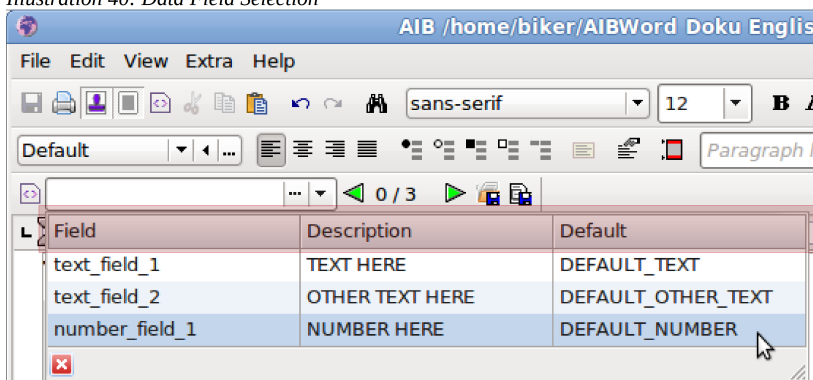 Illustration 40: Data Field Selection
AIB /home/biker/AIBWord Doku Englis
File Edit View Extra Help
sans-serif 12 B
Default ... Paragraph
... 0 / 3
Field Description Default
text_field_1 TEXT HERE DEFAULT_TEXT
text_field_2 OTHER TEXT HERE DEFAULT_OTHER_TEXT
number_field_1 NUMBER HERE DEFAULT_NUMBER